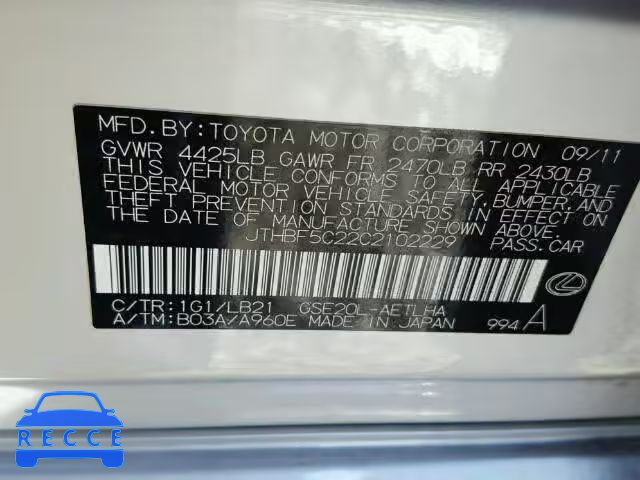 MFD. BY: TOYOTA MOTOR CORPORATION 09/11
GVWR 4425LB GAWR FR 2470LB RR 2430LB
THIS VEHICLE CONFORMS TO ALL APPLICABLE
FEDERAL MOTOR VEHICLE SAFETY, BUMPER, AND
THEFT PREVENTION STANDARDS IN EFFECT ON
THE DATE OF MANUFACTURE SHOWN ABOVE.
JTHBF5C22C2102229 PASS. CAR
C/TR: 1G1/LB21 GSE20L-AETLHA
A/TM: B03A/A960E MADE IN JAPAN 994 A
RECCE